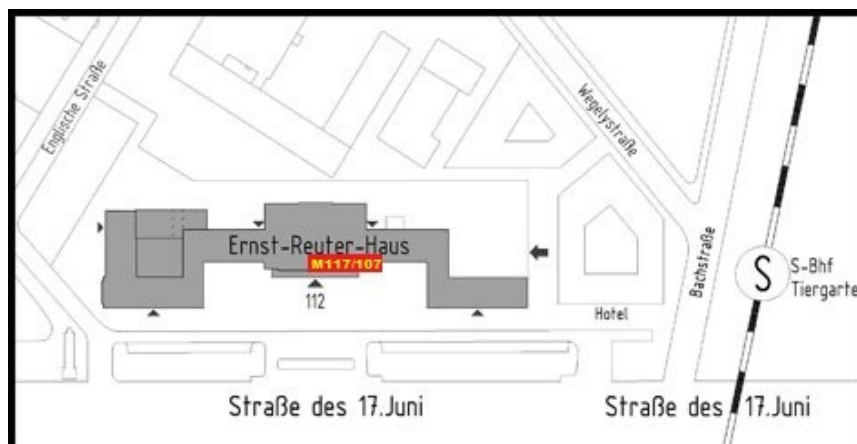 Englische Straße
Wegelystraße
Ernst-Reuter-Haus
M117/107
112
Hotel
Bachstraße
S
S-Bhf
Tiergarte
Straße des 17.Juni
Straße des 17.Juni